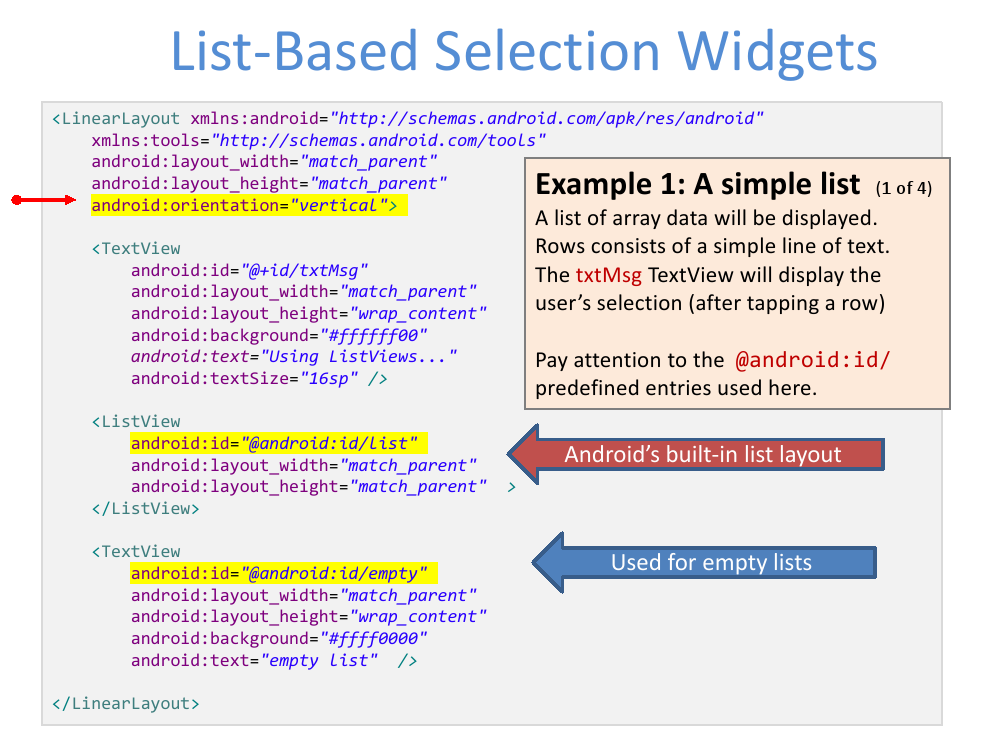 List-Based Selection Widgets
<LinearLayout xmlns:android="http://schemas.android.com/apk/res/android"
xmlns:tools="http://schemas.android.com/tools"
android:layout_width="match_parent"
android:layout_height="match_parent"
android:orientation="vertical">
<TextView
android:id="@+id/txtMsg"
android:layout_width="match_parent"
android:layout_height="wrap_content"
android:background="#ffffff00"
android:text="Using ListViews..."
android:textSize="16sp" />
<ListView
android:id="@android:id/list"
android:layout_width="match_parent"
android:layout_height="match_parent" >
</ListView>
<TextView
android:id="@android:id/empty"
android:layout_width="match_parent"
android:layout_height="wrap_content"
android:background="#ffff0000"
android:text="empty list" />
</LinearLayout>
Example 1: A simple list (1 of 4)
A list of array data will be displayed.
Rows consists of a simple line of text.
The txtMsg TextView will display the
user’s selection (after tapping a row)
Pay attention to the @android:id/
predefined entries used here.
Android’s built-in list layout
Used for empty lists